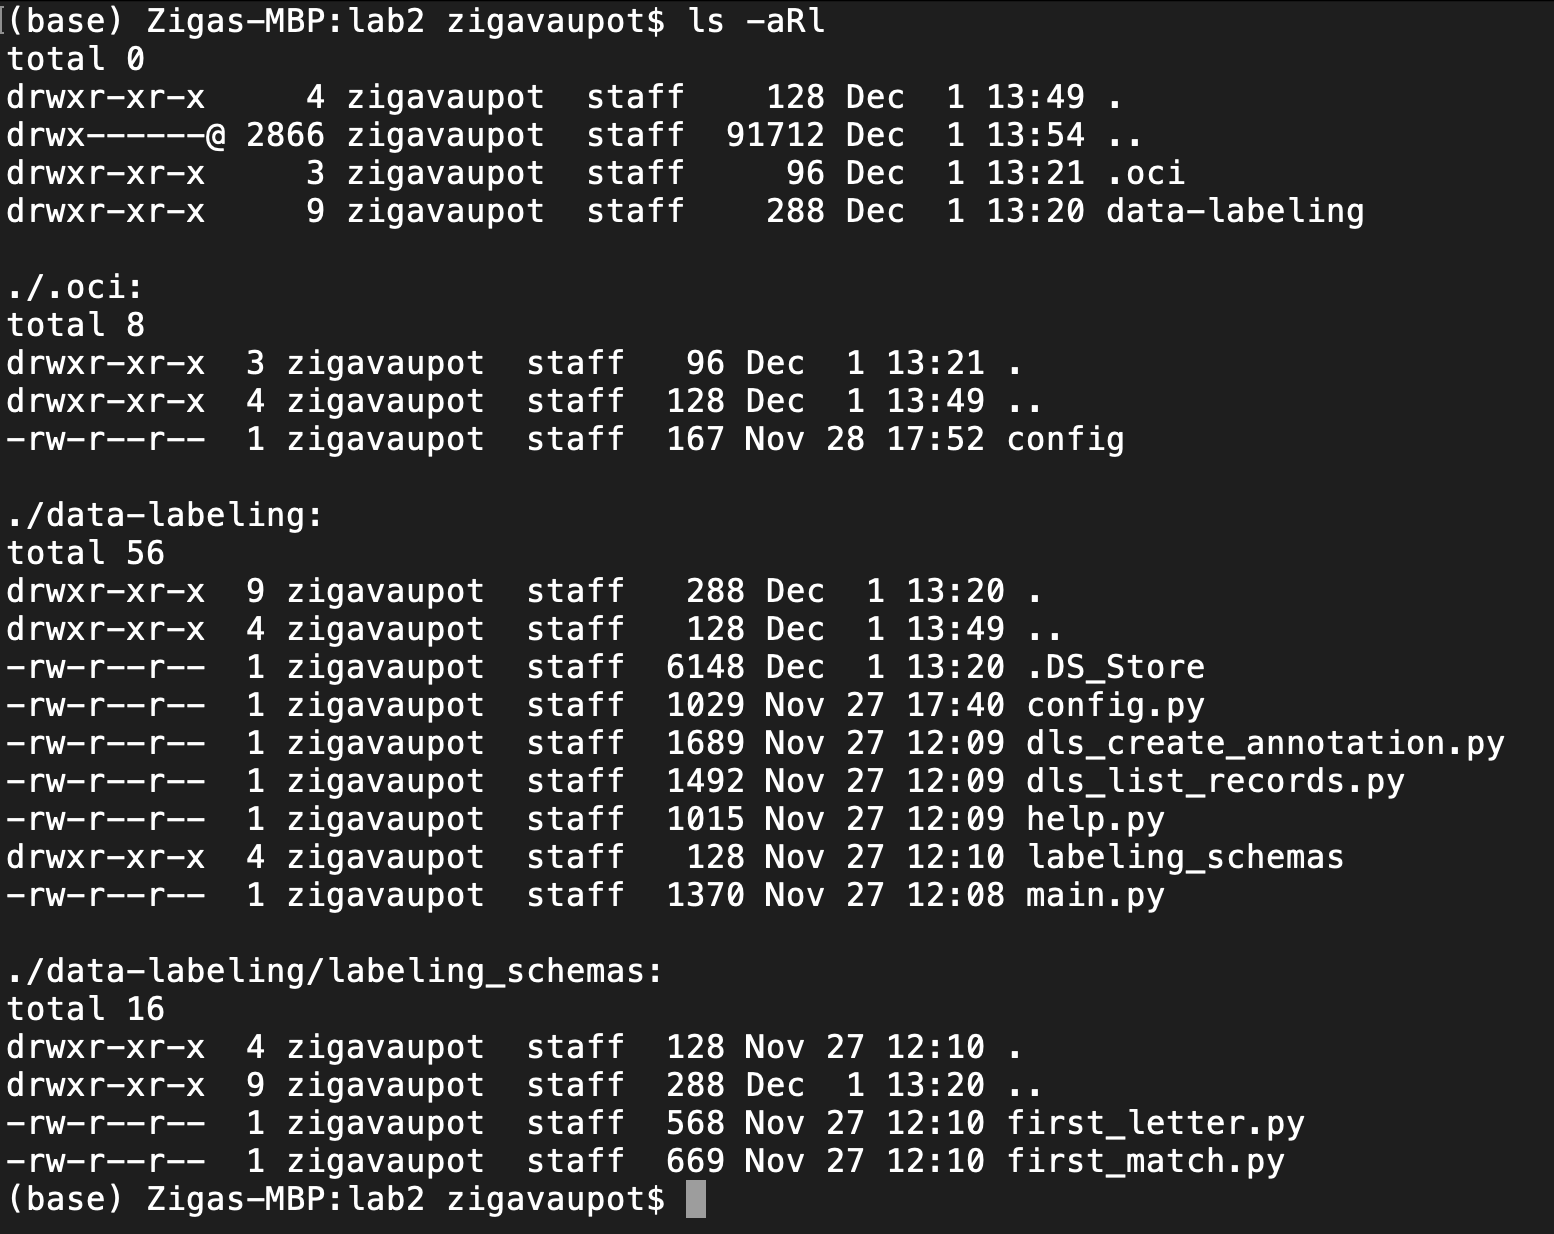 (base) Zigas-MBP:lab2 zigavaupot$ ls -aRl
total 0
drwxr-xr-x     4 zigavaupot  staff    128 Dec  1 13:49 .
drwx------@ 2866 zigavaupot  staff  91712 Dec  1 13:54 ..
drwxr-xr-x     3 zigavaupot  staff     96 Dec  1 13:21 .oci
drwxr-xr-x     9 zigavaupot  staff    288 Dec  1 13:20 data-labeling

./.oci:
total 8
drwxr-xr-x  3 zigavaupot  staff   96 Dec  1 13:21 .
drwxr-xr-x  4 zigavaupot  staff  128 Dec  1 13:49 ..
-rw-r--r--  1 zigavaupot  staff  167 Nov 28 17:52 config

./data-labeling:
total 56
drwxr-xr-x  9 zigavaupot  staff   288 Dec  1 13:20 .
drwxr-xr-x  4 zigavaupot  staff   128 Dec  1 13:49 ..
-rw-r--r--  1 zigavaupot  staff  6148 Dec  1 13:20 .DS_Store
-rw-r--r--  1 zigavaupot  staff  1029 Nov 27 17:40 config.py
-rw-r--r--  1 zigavaupot  staff  1689 Nov 27 12:09 dls_create_annotation.py
-rw-r--r--  1 zigavaupot  staff  1492 Nov 27 12:09 dls_list_records.py
-rw-r--r--  1 zigavaupot  staff  1015 Nov 27 12:09 help.py
drwxr-xr-x  4 zigavaupot  staff   128 Nov 27 12:10 labeling_schemas
-rw-r--r--  1 zigavaupot  staff  1370 Nov 27 12:08 main.py

./data-labeling/labeling_schemas:
total 16
drwxr-xr-x  4 zigavaupot  staff  128 Nov 27 12:10 .
drwxr-xr-x  9 zigavaupot  staff  288 Dec  1 13:20 ..
-rw-r--r--  1 zigavaupot  staff  568 Nov 27 12:10 first_letter.py
-rw-r--r--  1 zigavaupot  staff  669 Nov 27 12:10 first_match.py
(base) Zigas-MBP:lab2 zigavaupot$